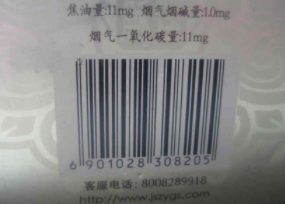 焦油量:11mg 烟气烟碱量:1.0mg
烟气一氧化碳量:11mg
6 901028 308205
客服电话: 8008289918
http://www.jszygs.com